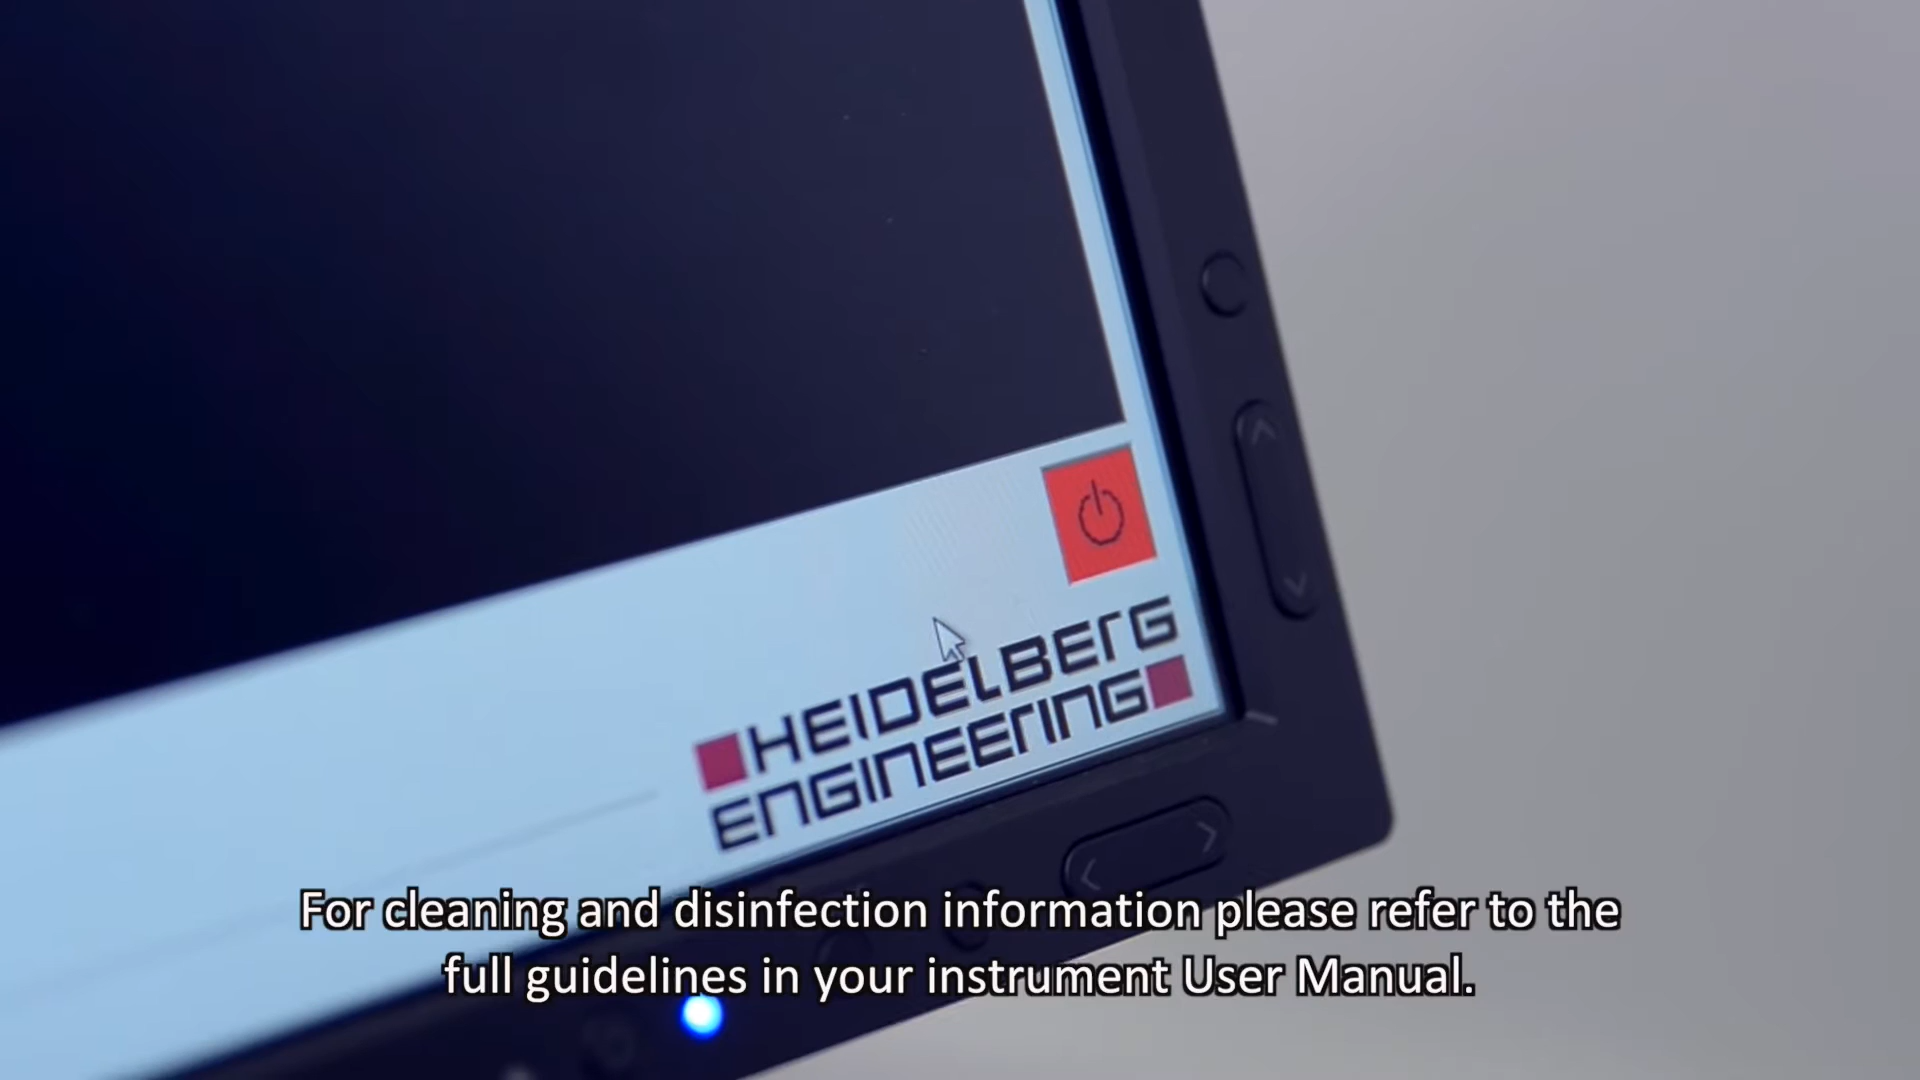 HEIDELBERG
ENGINEERING
For cleaning and disinfection information please refer to the
full guidelines in your instrument User Manual.